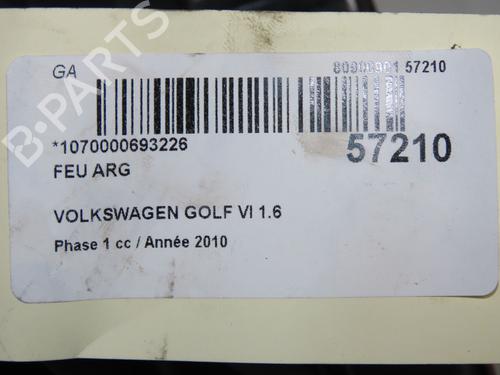 GA
80900901 57210
*1070000693226
57210
FEU ARG
VOLKSWAGEN GOLF VI 1.6
Phase 1 cc / Année 2010
B-PARTS